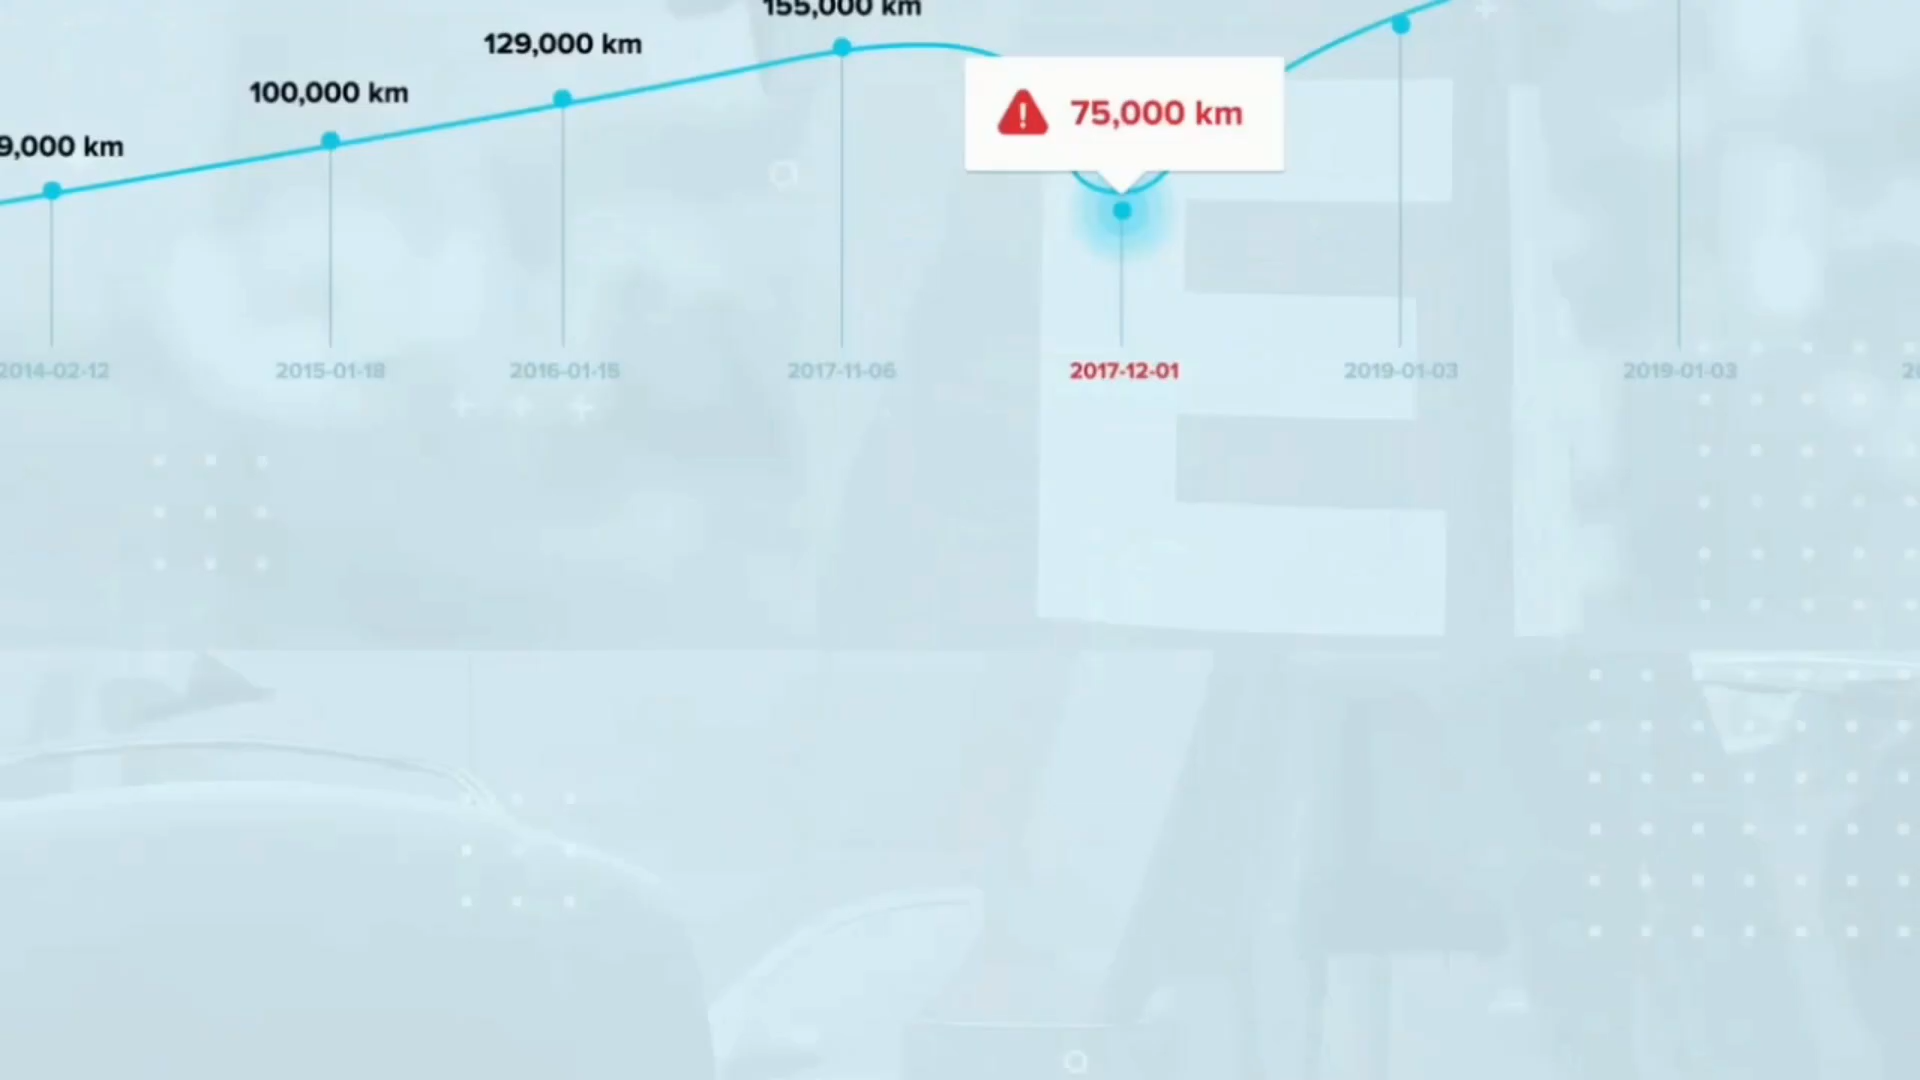 155,000 km
129,000 km
100,000 km
9,000 km
75,000 km
2014-02-12
2015-01-18
2016-01-15
2017-11-06
2017-12-01
2019-01-03
2019-01-03